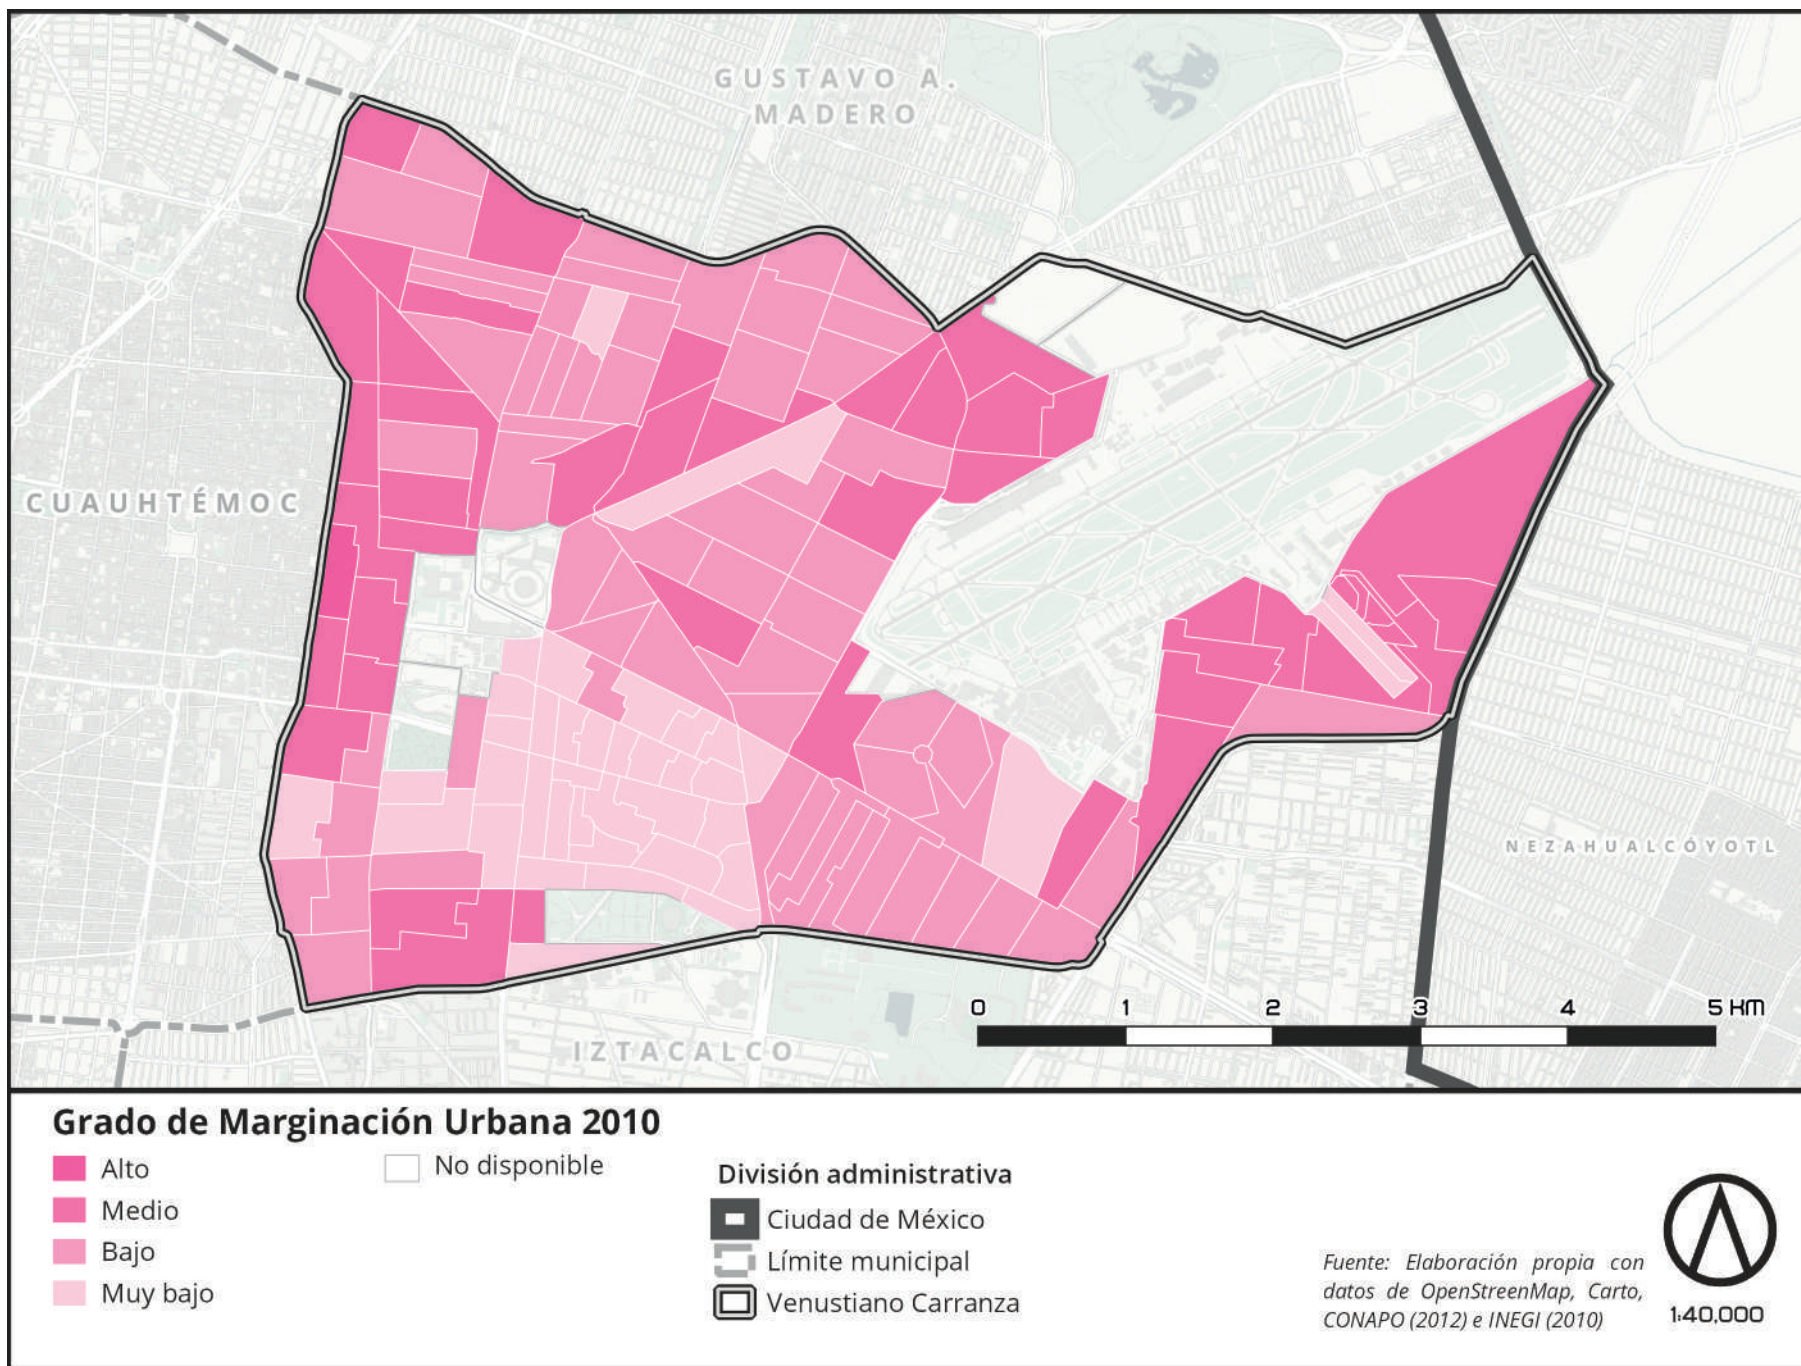 GUSTAVO A.
MADERO
CUAUHTÉMOC
NEZAHUALCÓYOTL
IZTACALCO
0 1 2 3 4 5 KM
Grado de Marginación Urbana 2010
Alto
Medio
Bajo
Muy bajo
No disponible
División administrativa
Ciudad de México
Límite municipal
Venustiano Carranza
Fuente: Elaboración propia con
datos de OpenStreenMap, Carto,
CONAPO (2012) e INEGI (2010)
1:40,000